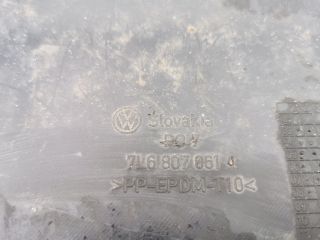 Slovakia
7L6 807 061 A
>PP-EPDM-T10<